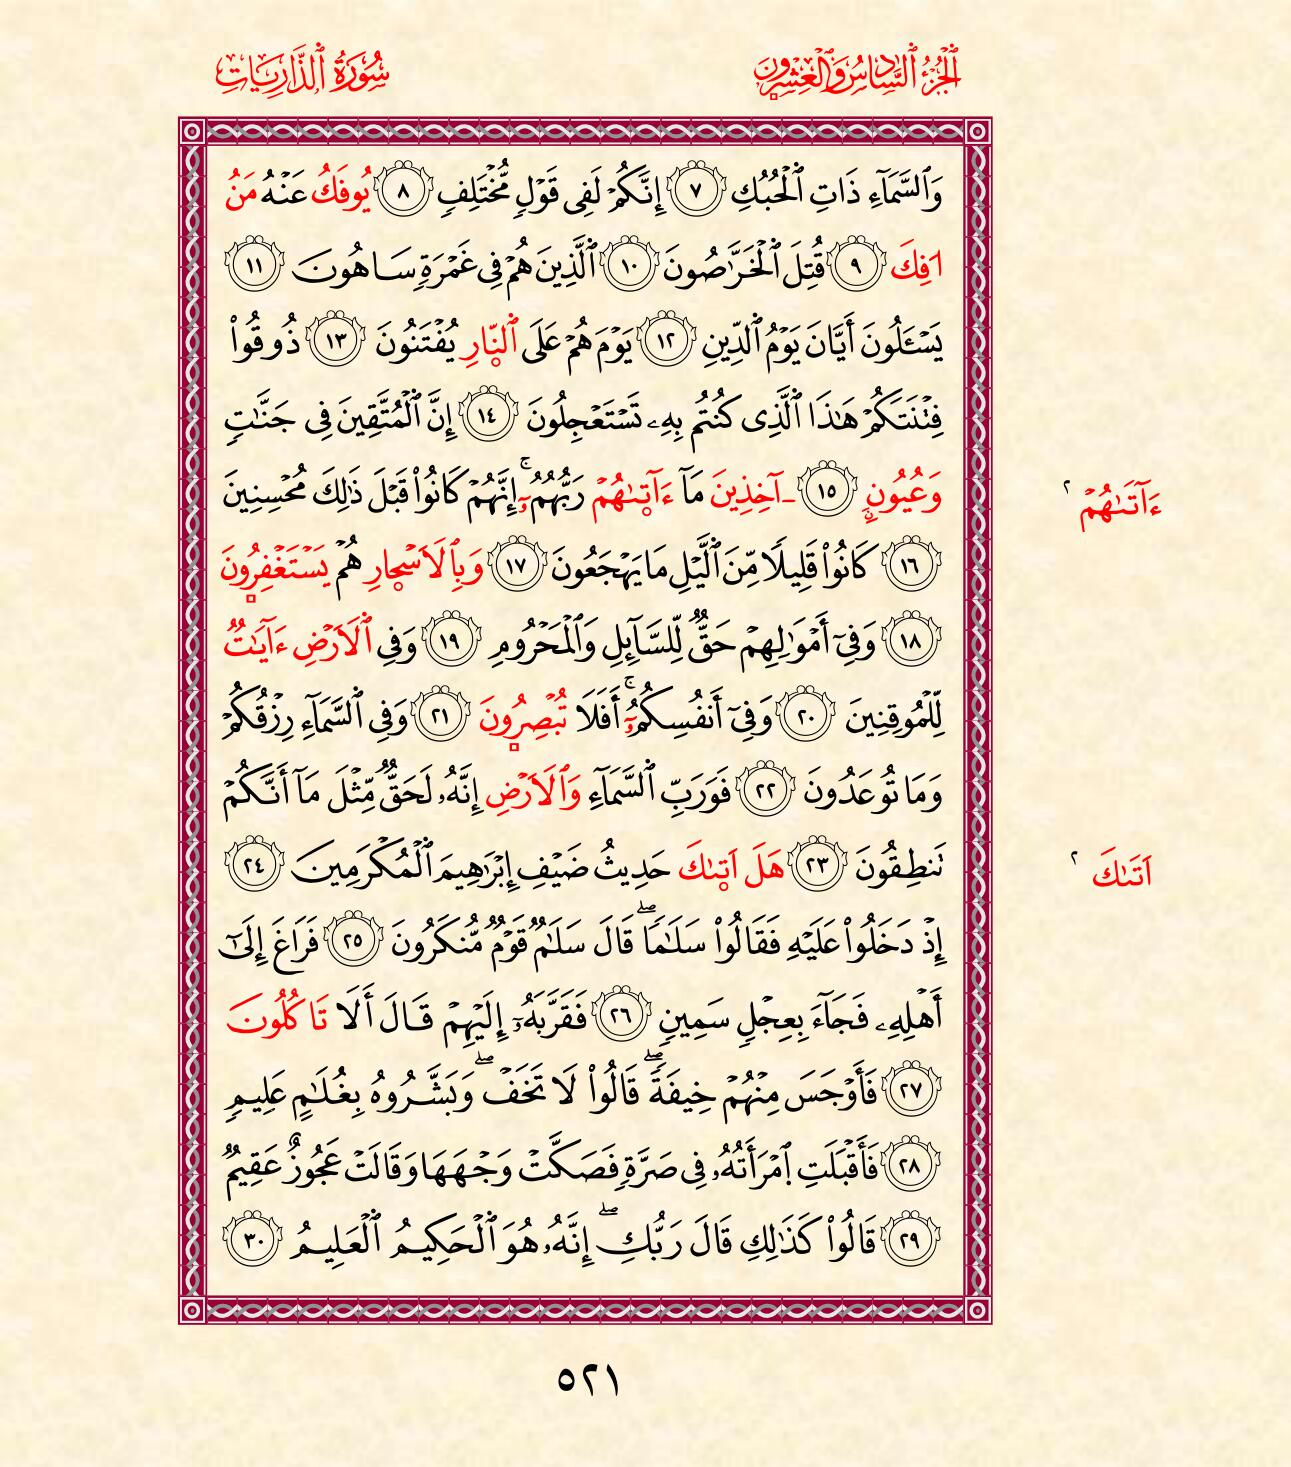 الجُزْءُ ٱلسَّادِسُ وَٱلْعِشْرُونَ
سُورَةُ ٱلذَّارِيَاتِ
وَٱلسَّمَآءِ ذَاتِ ٱلْحُبُكِ ٧ إِنَّكُمْ لَفِى قَوْلٍ مُّخْتَلِفٍ ٨ يُوفَكُ عَنْهُ مَنُ
ا۬فِكَ ٩ قُتِلَ ٱلْخَرَّٰصُونَ ١٠ ٱلَّذِينَ هُمْ فِى غَمْرَةٍ سَاهُونَ ١١
يَسْـَٔلُونَ أَيَّانَ يَوْمُ ٱلدِّينِ ١٢ يَوْمَ هُمْ عَلَى ٱلنّ۪ارِ يُفْتَنُونَ ١٣ ذُوقُوا۟
فِتْنَتَكُمْ هَٰذَا ٱلَّذِى كُنتُم بِهِۦ تَسْتَعْجِلُونَ ١٤ إِنَّ ٱلْمُتَّقِينَ فِى جَنَّٰتٍ
وَعُيُونٍ ١٥ ـَاخِذِينَ مَآ ءَات۪ىٰهُمْ رَبُّهُمُۥٓۚ إِنَّهُمْ كَانُوا۟ قَبْلَ ذَٰلِكَ مُحْسِنِينَ
ءَاتَىٰهُمْ ٢
١٦ كَانُوا۟ قَلِيلًا مِّنَ ٱلَّيْلِ مَا يَهْجَعُونَ ١٧ وَبِٱلَاسْح۪ارِ هُمْ يَسْتَغْفِرُونَ
١٨ وَفِىٓ أَمْوَٰلِهِمْ حَقٌّ لِّلسَّآئِلِ وَٱلْمَحْرُومِ ١٩ وَفِى ٱلَارْضِ ءَايَٰتٌ
لِّلْمُوقِنِينَ ٢٠ وَفِىٓ أَنفُسِكُمُۥٓۚ أَفَلَا تُبْصِرُونَ ٢١ وَفِى ٱلسَّمَآءِ رِزْقُكُمْ
وَمَا تُوعَدُونَ ٢٢ فَوَرَبِّ ٱلسَّمَآءِ وَٱلَارْضِ إِنَّهُۥ لَحَقٌّ مِّثْلَ مَآ أَنَّكُمْ
تَنطِقُونَ ٢٣ هَلَ ا۬ت۪ىٰكَ حَدِيثُ ضَيْفِ إِبْرَٰهِيمَ ٱلْمُكْرَمِينَ ٢٤
ا۬تَىٰكَ ٢
إِذْ دَخَلُوا۟ عَلَيْهِ فَقَالُوا۟ سَلَٰمًاۖ قَالَ سَلَٰمٌ قَوْمٌ مُّنكَرُونَ ٢٥ فَرَاغَ إِلَىٰٓ
أَهْلِهِۦ فَجَآءَ بِعِجْلٍ سَمِينٍ ٢٦ فَقَرَّبَهُۥٓ إِلَيْهِمْ قَالَ أَلَا تَاكُلُونَ
٢٧ فَأَوْجَسَ مِنْهُمْ خِيفَةًۖ قَالُوا۟ لَا تَخَفْۖ وَبَشَّرُوهُ بِغُلَٰمٍ عَلِيمٍ
٢٨ فَأَقْبَلَتِ ٱمْرَأَتُهُۥ فِى صَرَّةٍ فَصَكَّتْ وَجْهَهَا وَقَالَتْ عَجُوزٌ عَقِيمٌ
٢٩ قَالُوا۟ كَذَٰلِكِ قَالَ رَبُّكِۖ إِنَّهُۥ هُوَ ٱلْحَكِيمُ ٱلْعَلِيمُ ٣٠
٥٢١